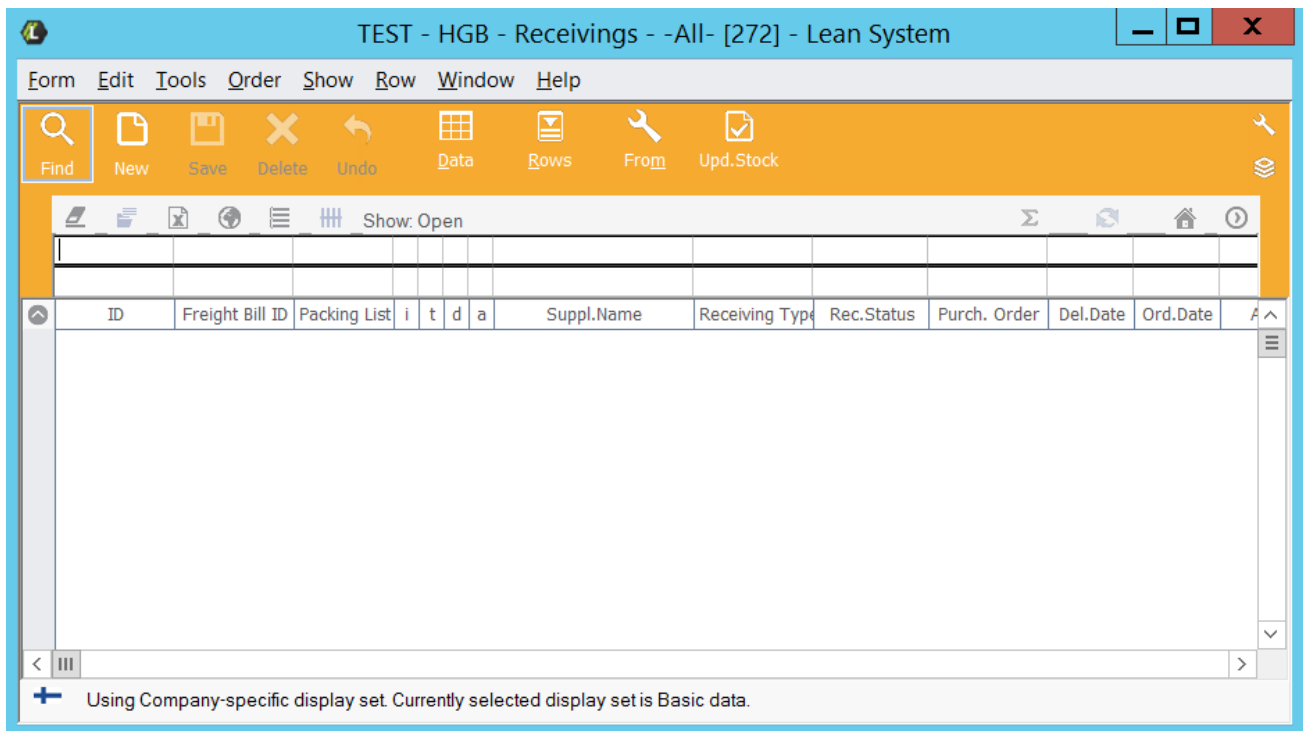 TEST - HGB - Receivings - -All- [272] - Lean System
Form Edit Tools Order Show Row Window Help
Find New Save Delete Undo Data Rows From Upd.Stock
Show: Open
ID Freight Bill ID Packing List i t d a Suppl.Name Receiving Type Rec.Status Purch. Order Del.Date Ord.Date A
Using Company-specific display set. Currently selected display set is Basic data.